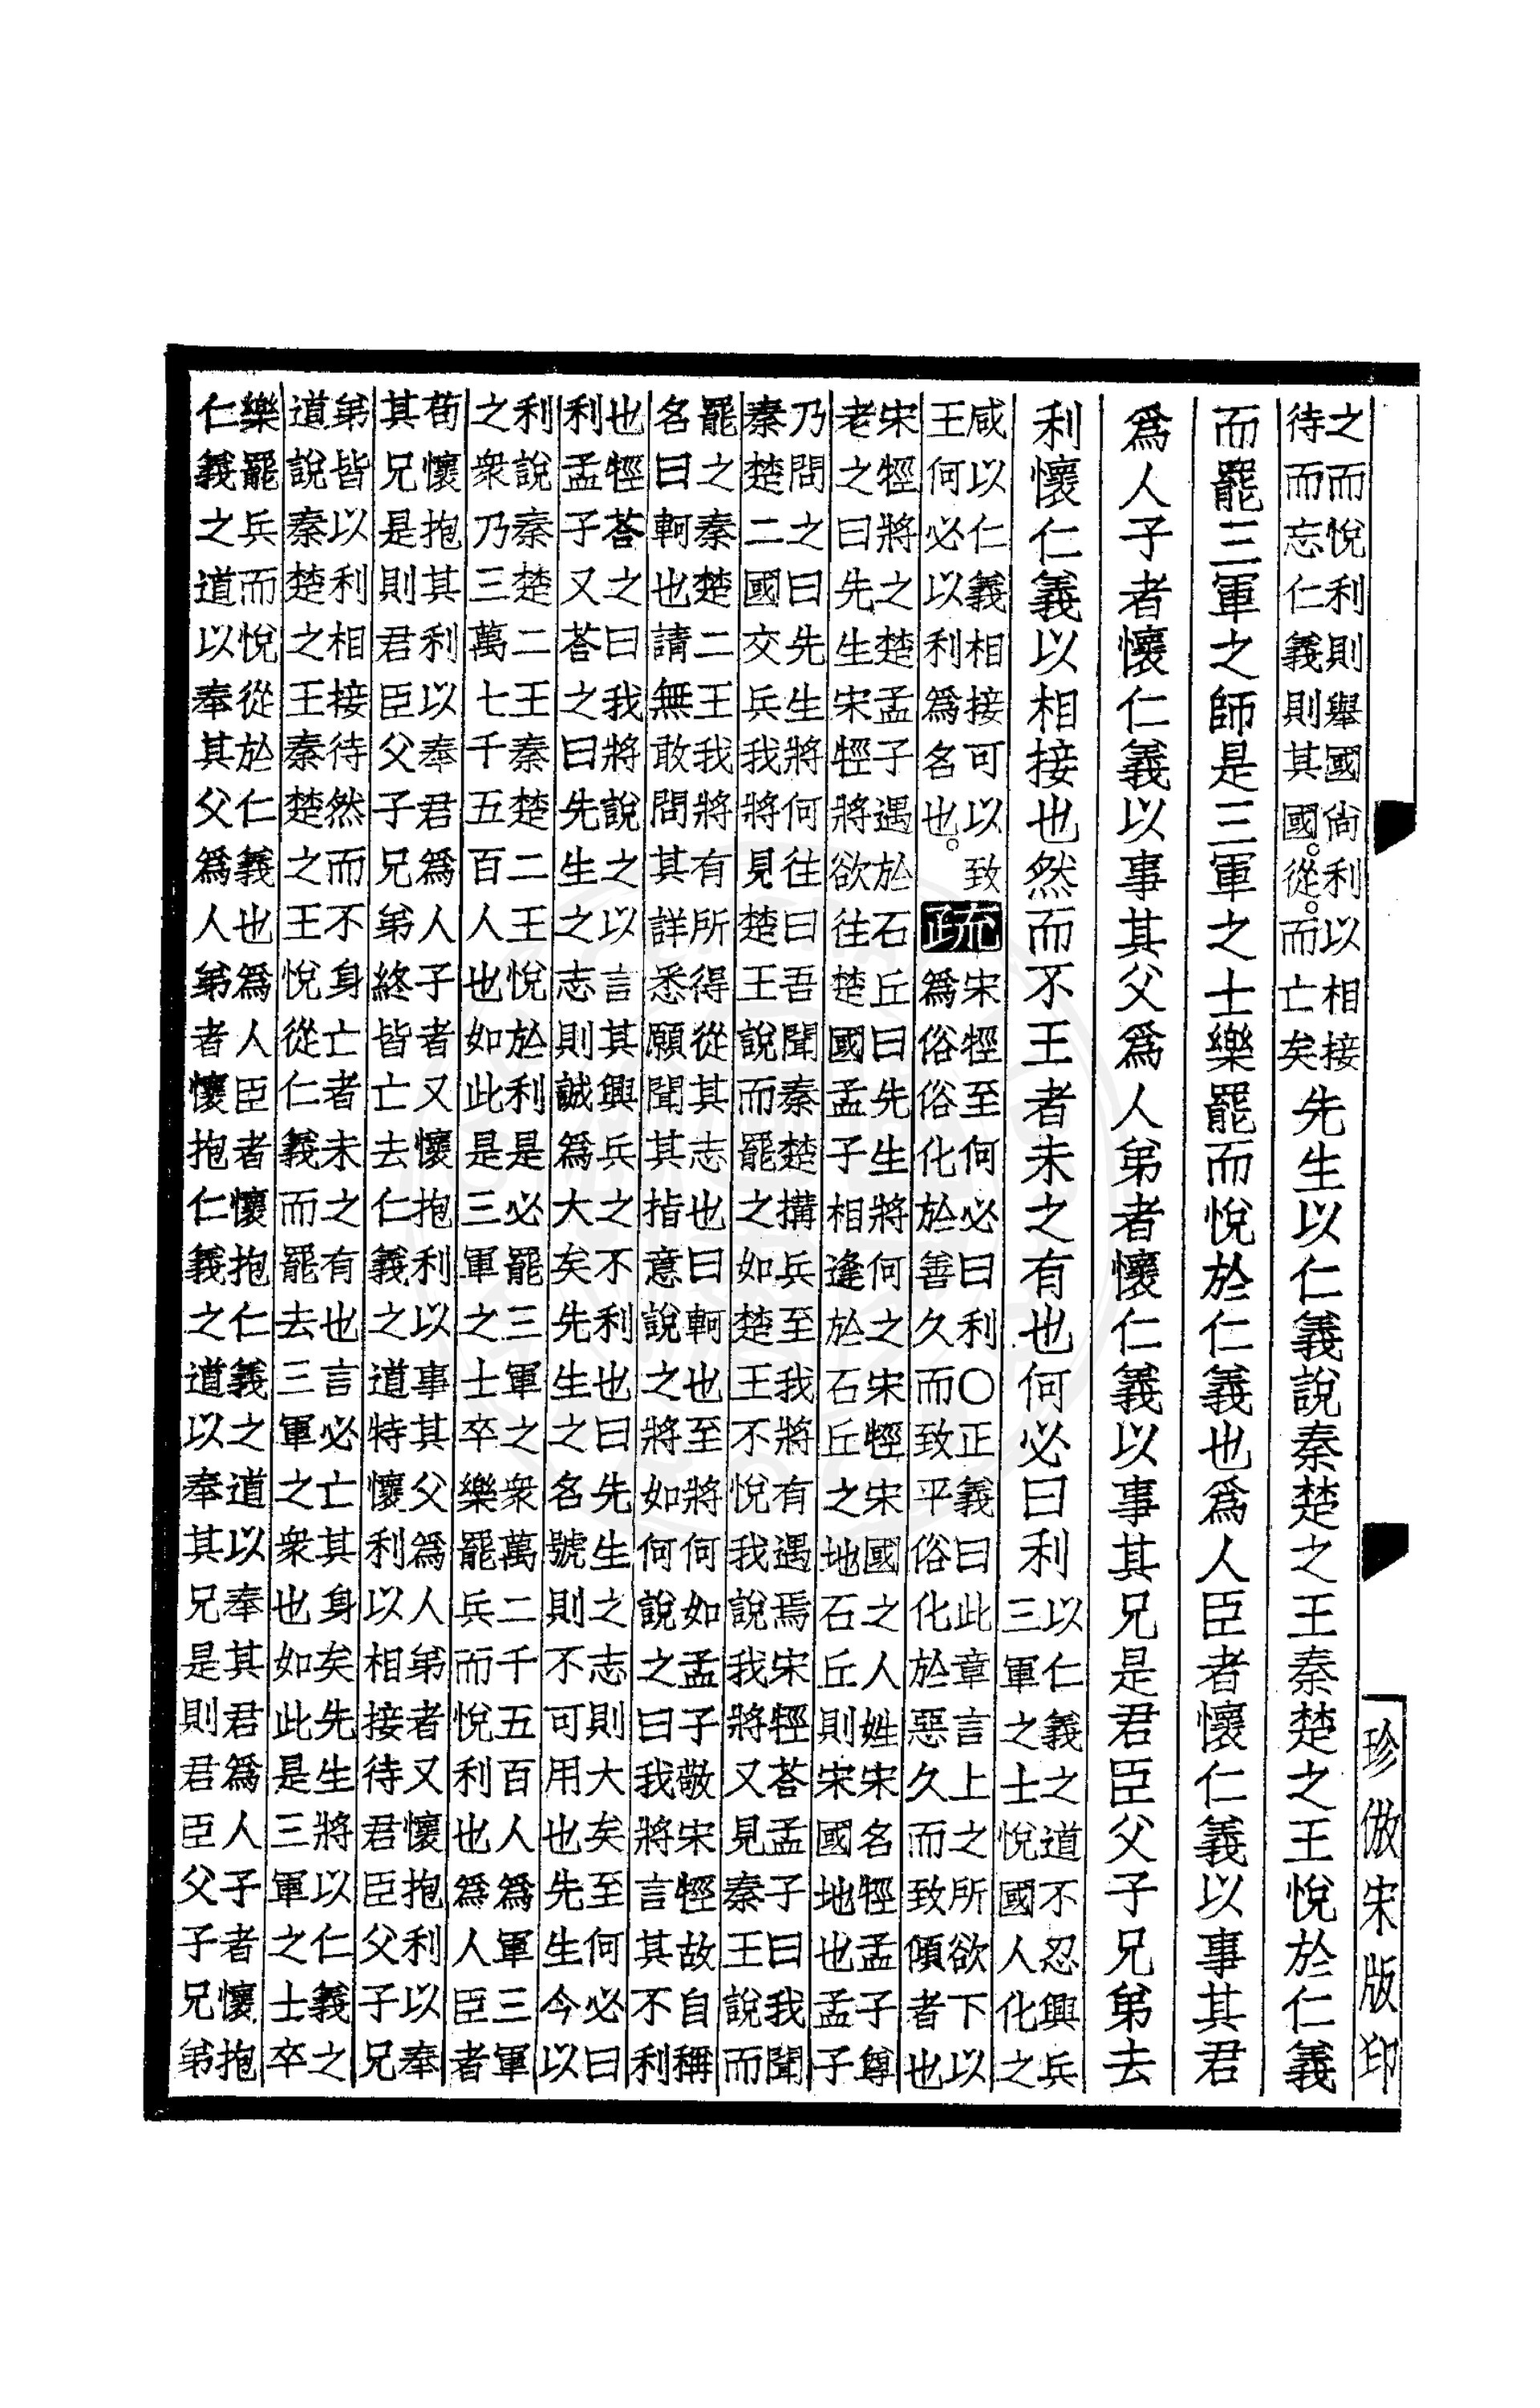 珍倣宋版印
之而悅利則舉國尚利以相接
待而忘仁義則其國。從。而亡矣
先生以仁義說秦楚之王秦楚之王悅於仁義
而罷三軍之師是三軍之士樂罷而悅於仁義也爲人臣者懷仁義以事其君
爲人子者懷仁義以事其父爲人弟者懷仁義以事其兄是君臣父子兄弟去
利懷仁義以相接也然而不王者未之有也何必曰利
以仁義之道不忍興兵
三軍之士悅國人化之
咸以仁義相接可以致
王何必以利爲名也。
疏
宋牼至何必曰利○正義曰此章言上之所欲下以
爲俗俗化於善久而致平俗化於惡久而致傾者也
宋牼將之楚孟子遇於石丘曰先生將何之宋牼宋國之人姓宋名牼孟子尊
老之曰先生宋牼將欲往楚國孟子相逢於石丘之地石丘則宋國地也孟子
乃問之曰先生將何往曰吾聞秦楚搆兵至我將有遇焉宋牼荅孟子曰我聞
秦楚二國交兵我將見楚王說而罷之如楚王不悅我說我將又見秦王說而
罷之秦楚二王我將有所得從其志也曰軻也至將何如孟子敬宋牼故自稱
名曰軻也請無敢問其詳悉願聞其指意說之將如何說之曰我將言其不利
也牼荅之曰我將說之以言其興兵之不利也曰先生之志則大矣至何必曰
利孟子又荅之曰先生之志則誠爲大矣先生之名號則不可用也先生今以
利說秦楚二王秦楚二王悅於利是必罷三軍之衆萬二千五百人爲軍三軍
之衆乃三萬七千五百人也如此是三軍之士卒樂罷兵而悅利也爲人臣者
苟懷抱其利以奉君爲人子者又懷抱利以事其父爲人弟者又懷抱利以奉
其兄是則君臣父子兄弟終皆亡去仁義之道特懷利以相接待君臣父子兄
弟皆以利相接待然而不身亡者未之有也言必亡其身矣先生將以仁義之
道說秦楚之王秦楚之王悅從仁義而罷去三軍之衆也如此是三軍之士卒
樂罷兵而悅從於仁義也爲人臣者懷抱仁義之道以奉其君爲人子者懷抱
仁義之道以奉其父爲人弟者懷抱仁義之道以奉其兄是則君臣父子兄弟